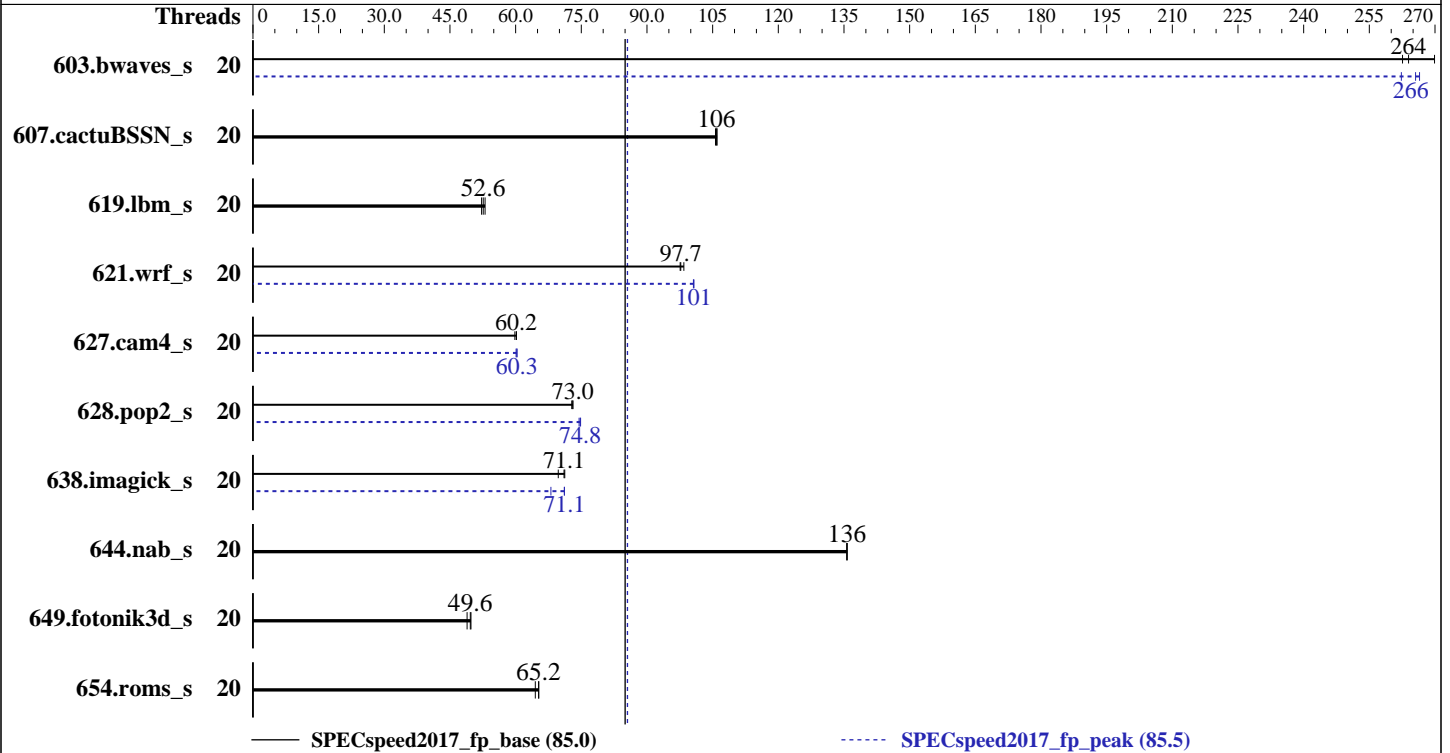 Threads 0 15.0 30.0 45.0 60.0 75.0 90.0 105 120 135 150 165 180 195 210 225 240 255 270
264
603.bwaves_s 20
266
106
607.cactuBSSN_s 20
52.6
619.lbm_s 20
97.7
621.wrf_s 20
101
60.2
627.cam4_s 20
60.3
73.0
628.pop2_s 20
74.8
71.1
638.imagick_s 20
71.1
136
644.nab_s 20
49.6
649.fotonik3d_s 20
65.2
654.roms_s 20
SPECspeed2017_fp_base (85.0) SPECspeed2017_fp_peak (85.5)